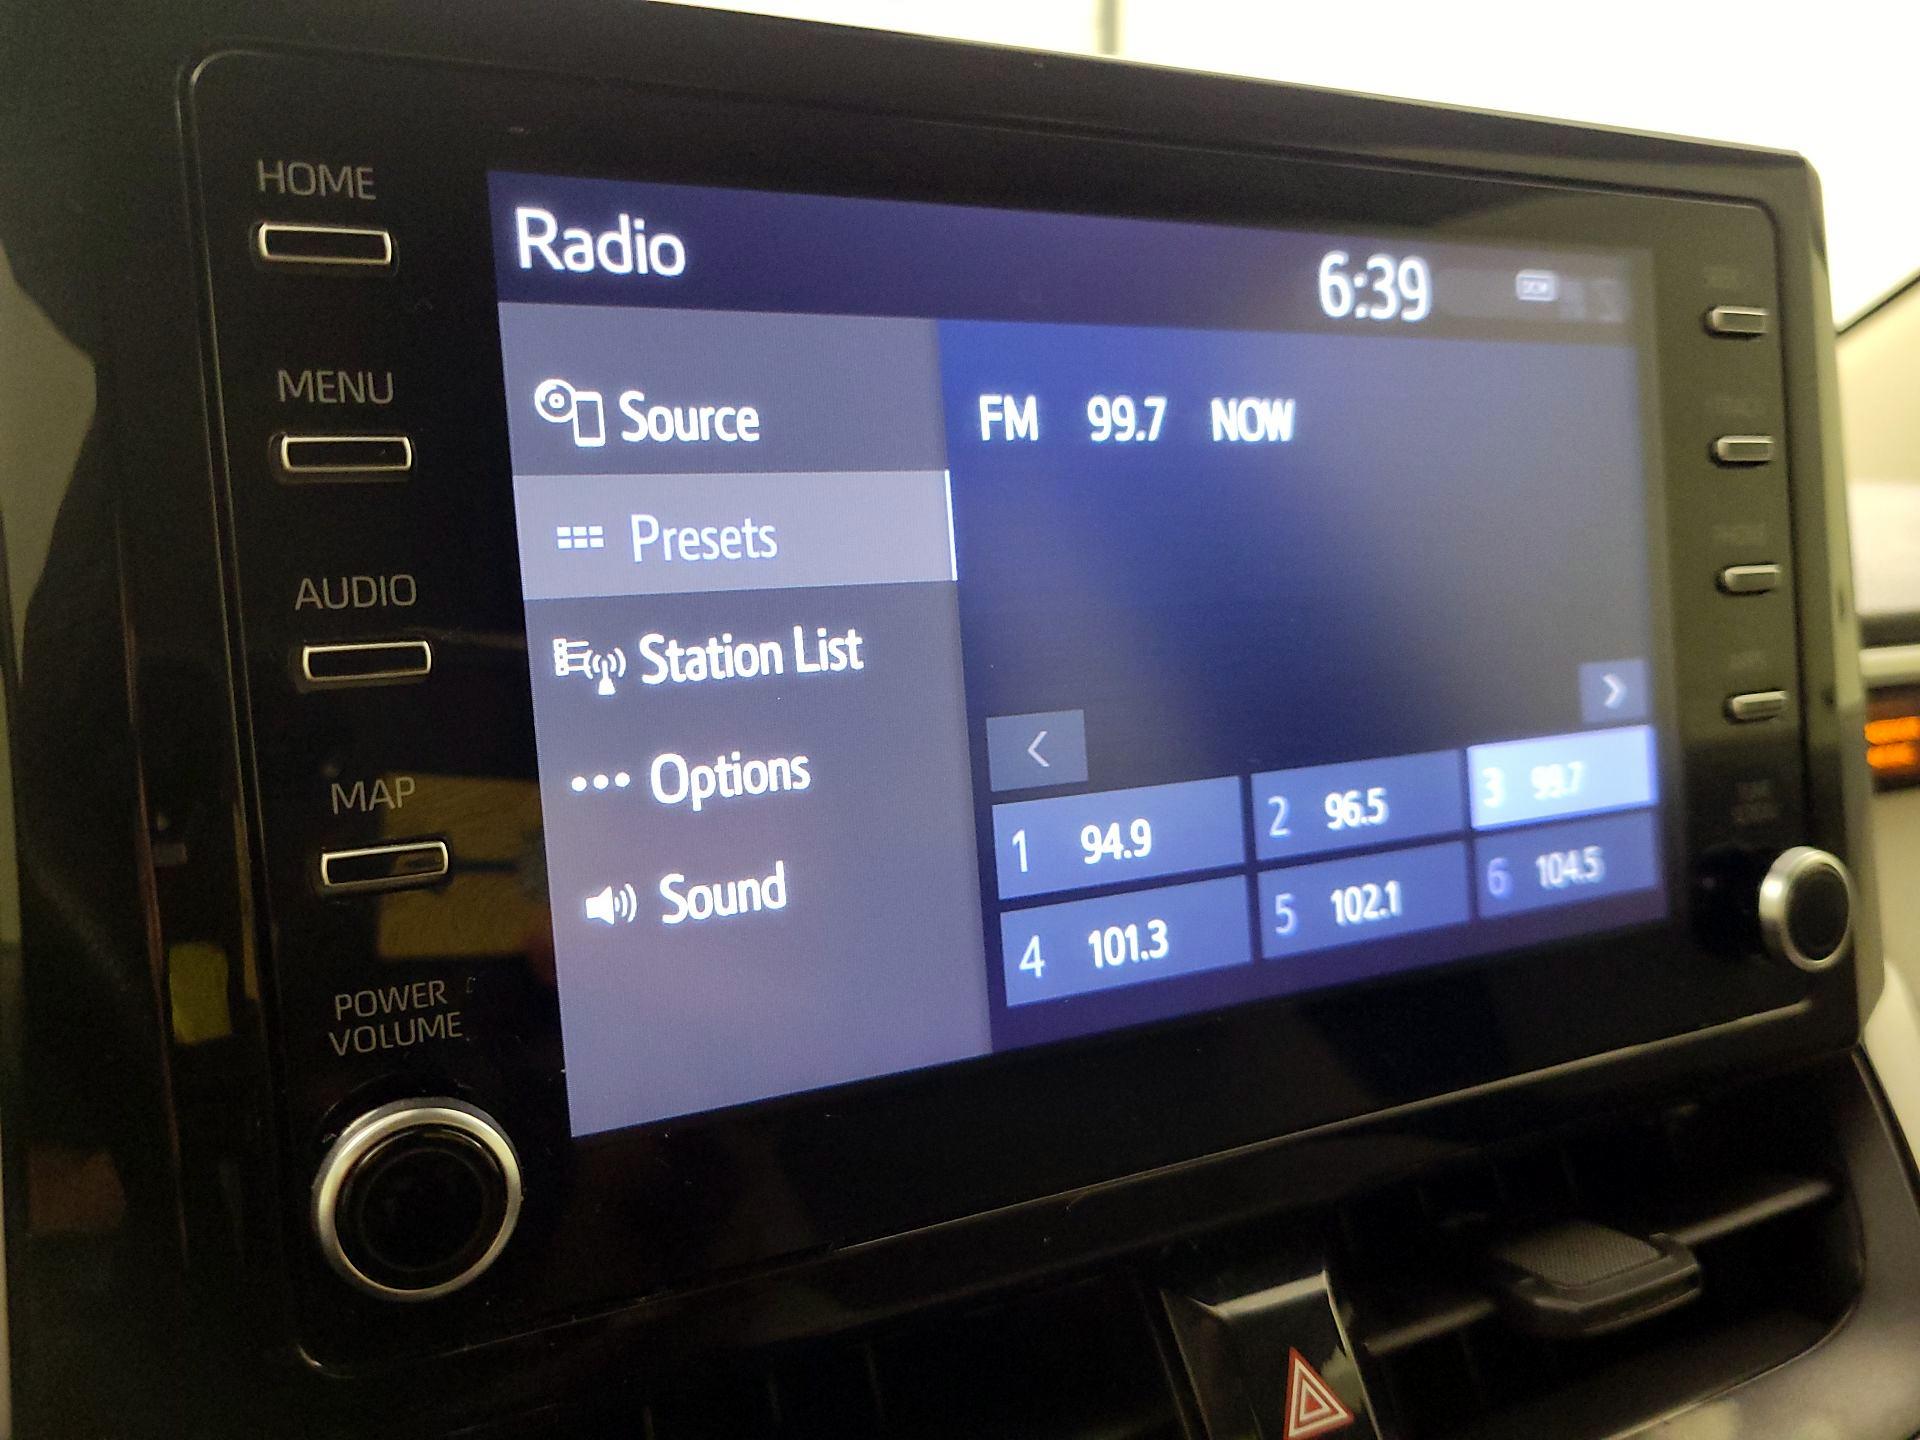 HOME
MENU
AUDIO
MAP
POWER
VOLUME
Radio
6:39
DCM
Source
Presets
Station List
Options
Sound
FM 99.7 NOW
1 94.9
2 96.5
3 99.7
4 101.3
5 102.1
6 104.5